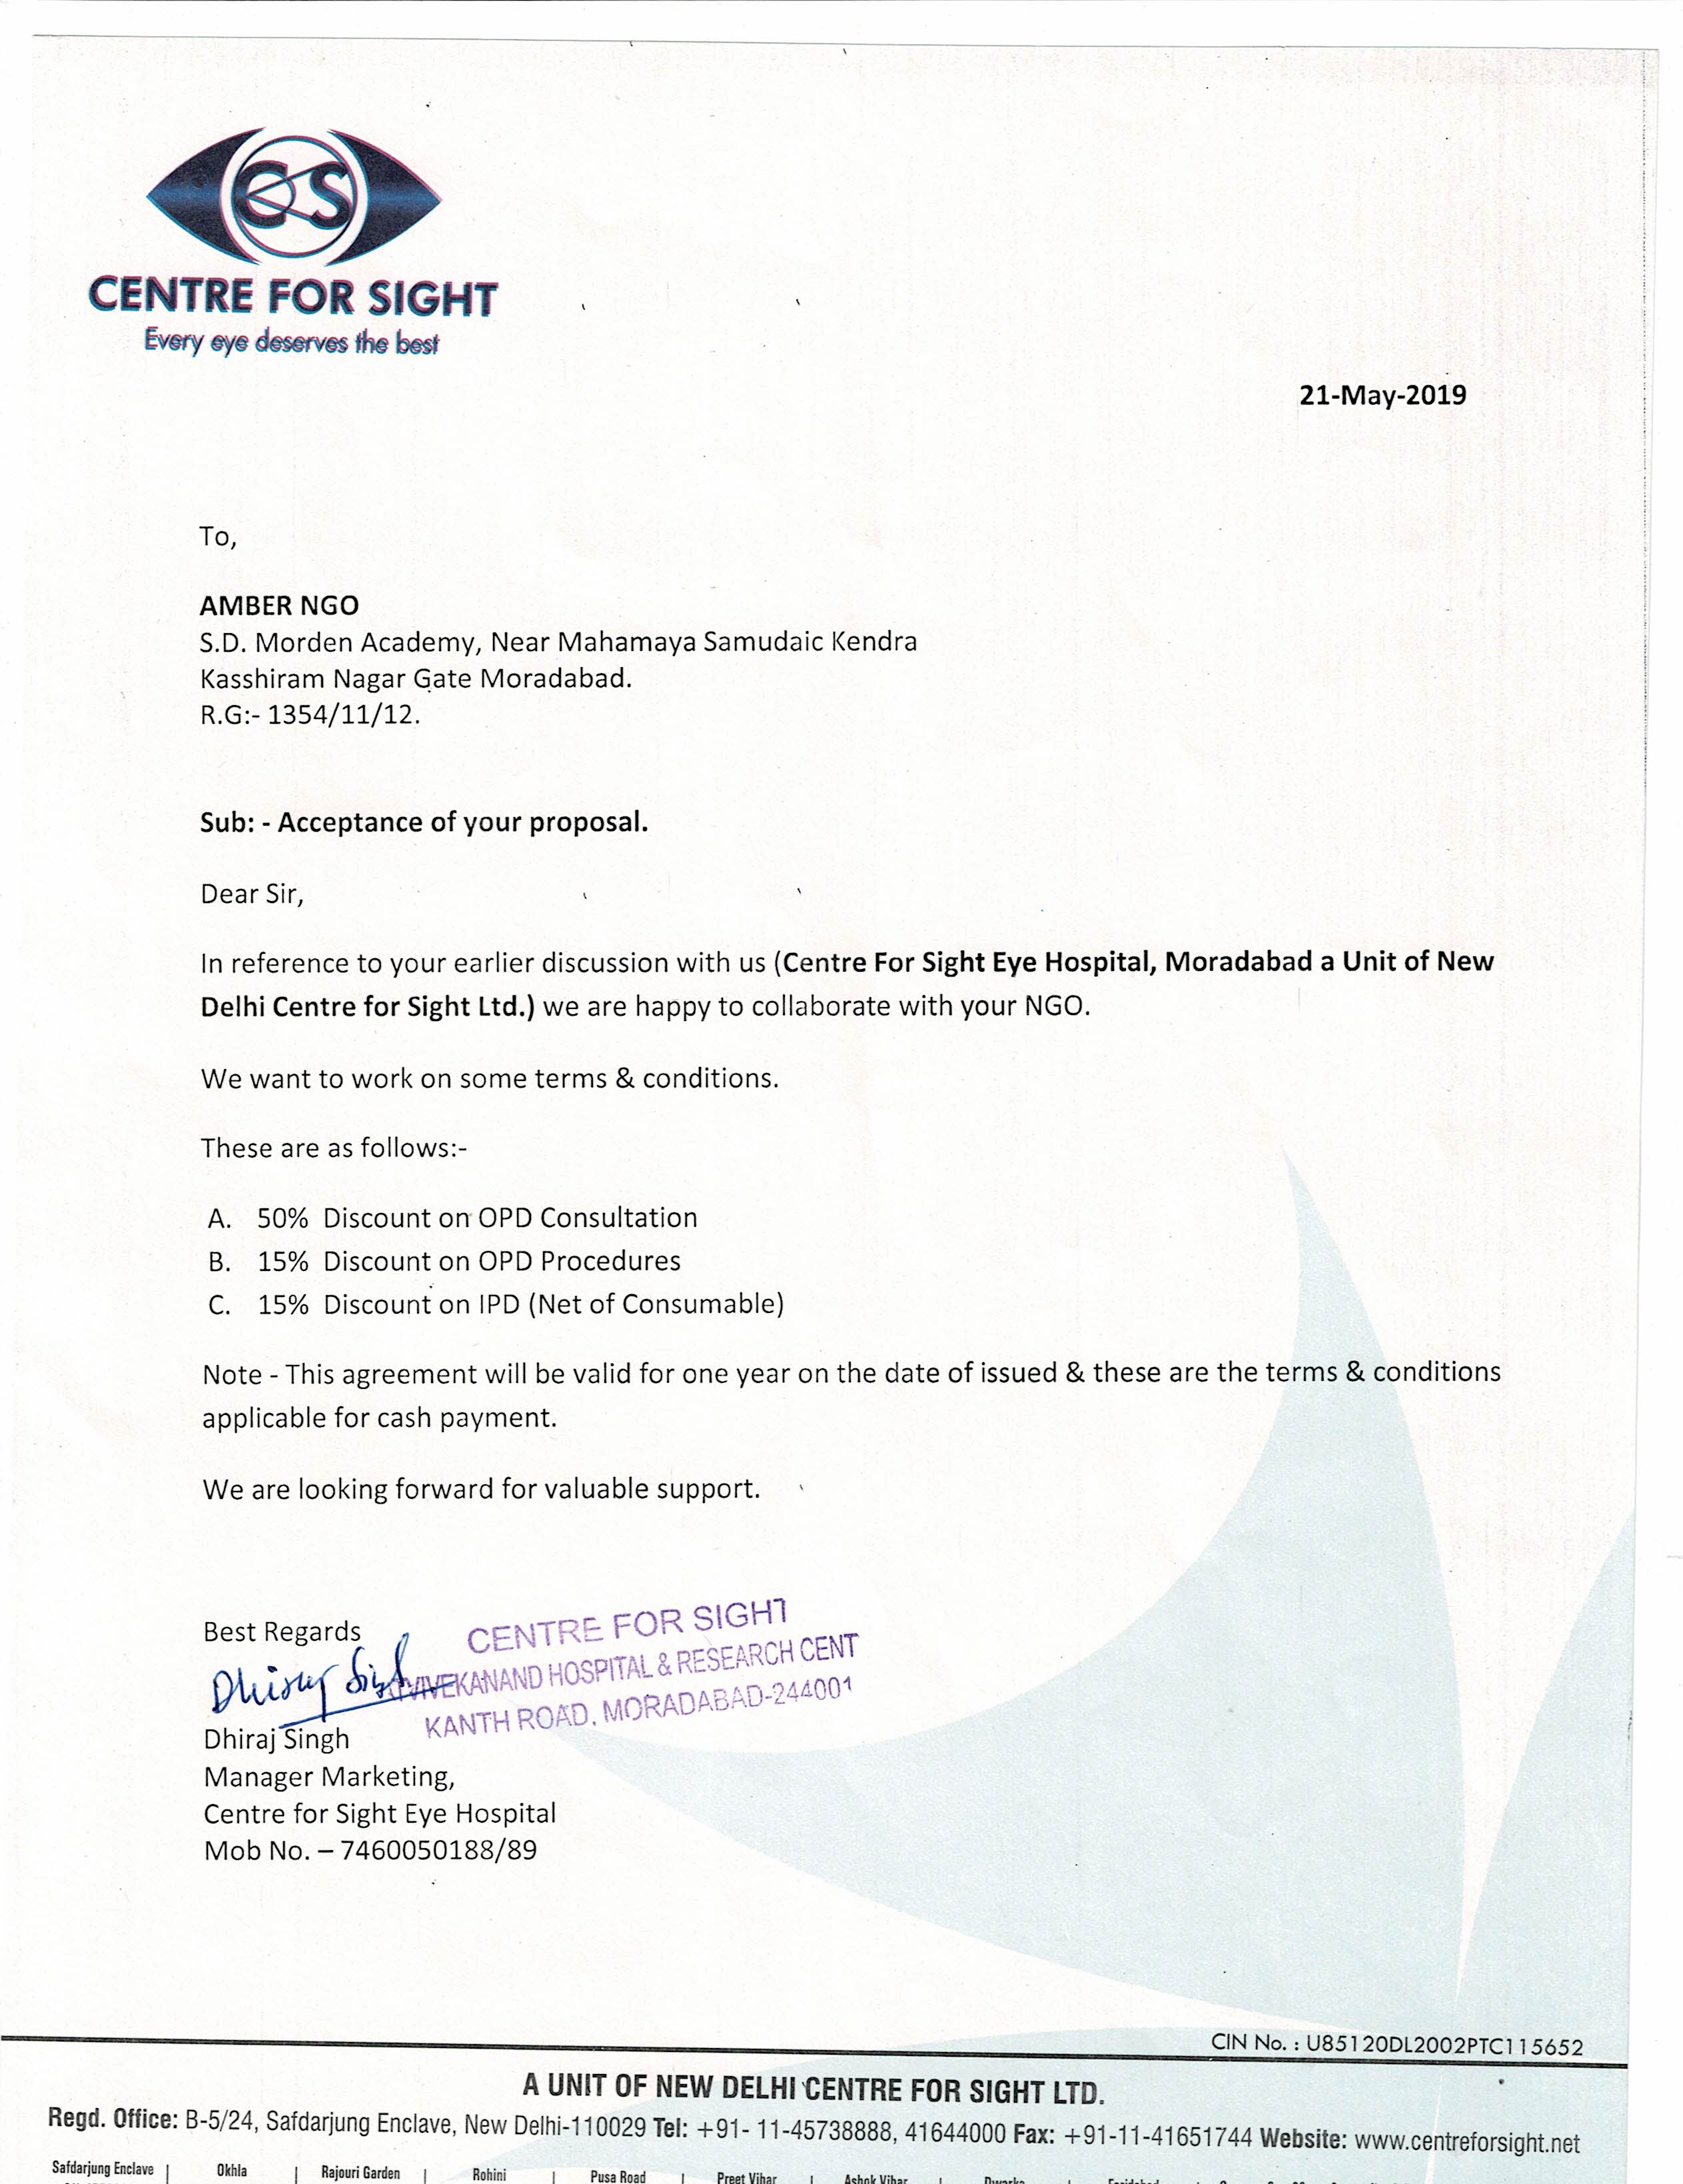 CS
CENTRE FOR SIGHT
Every eye deserves the best
21-May-2019
To,
AMBER NGO
S.D. Morden Academy, Near Mahamaya Samudaic Kendra
Kasshiram Nagar Gate Moradabad.
R.G:- 1354/11/12.
Sub: - Acceptance of your proposal.
Dear Sir,
In reference to your earlier discussion with us (Centre For Sight Eye Hospital, Moradabad a Unit of New
Delhi Centre for Sight Ltd.) we are happy to collaborate with your NGO.
We want to work on some terms & conditions.
These are as follows:-
A. 50% Discount on OPD Consultation
B. 15% Discount on OPD Procedures
C. 15% Discount on IPD (Net of Consumable)
Note - This agreement will be valid for one year on the date of issued & these are the terms & conditions
applicable for cash payment.
We are looking forward for valuable support.
Best Regards
CENTRE FOR SIGHT
VIVEKANAND HOSPITAL & RESEARCH CENT
KANTH ROAD, MORADABAD-244001
Dhiraj Singh
Dhiraj Singh
Manager Marketing,
Centre for Sight Eye Hospital
Mob No. – 7460050188/89
CIN No. : U85120DL2002PTC115652
A UNIT OF NEW DELHI CENTRE FOR SIGHT LTD.
Regd. Office: B-5/24, Safdarjung Enclave, New Delhi-110029 Tel: +91- 11-45738888, 41644000 Fax: +91-11-41651744 Website: www.centreforsight.net
Safdarjung Enclave | Okhla | Rajouri Garden | Rohini | Pusa Road | Preet Vihar | Ashok Vihar | Dwarka